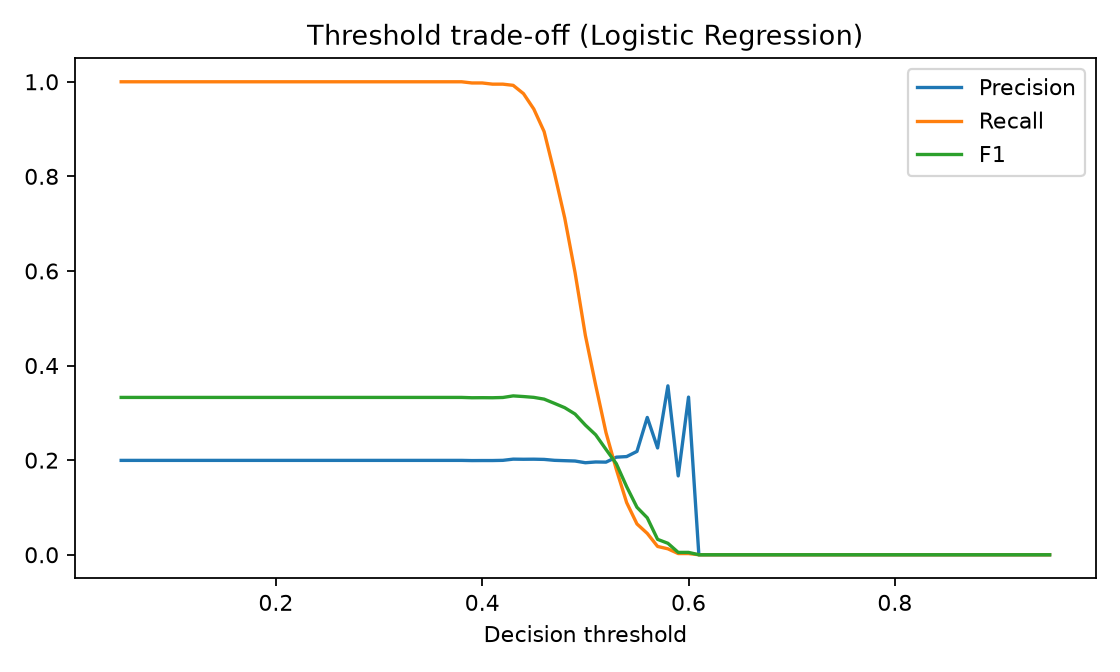 Threshold trade-off (Logistic Regression)
Precision
Recall
F1
1.0
0.8
0.6
0.4
0.2
0.0
0.2 0.4 0.6 0.8
Decision threshold